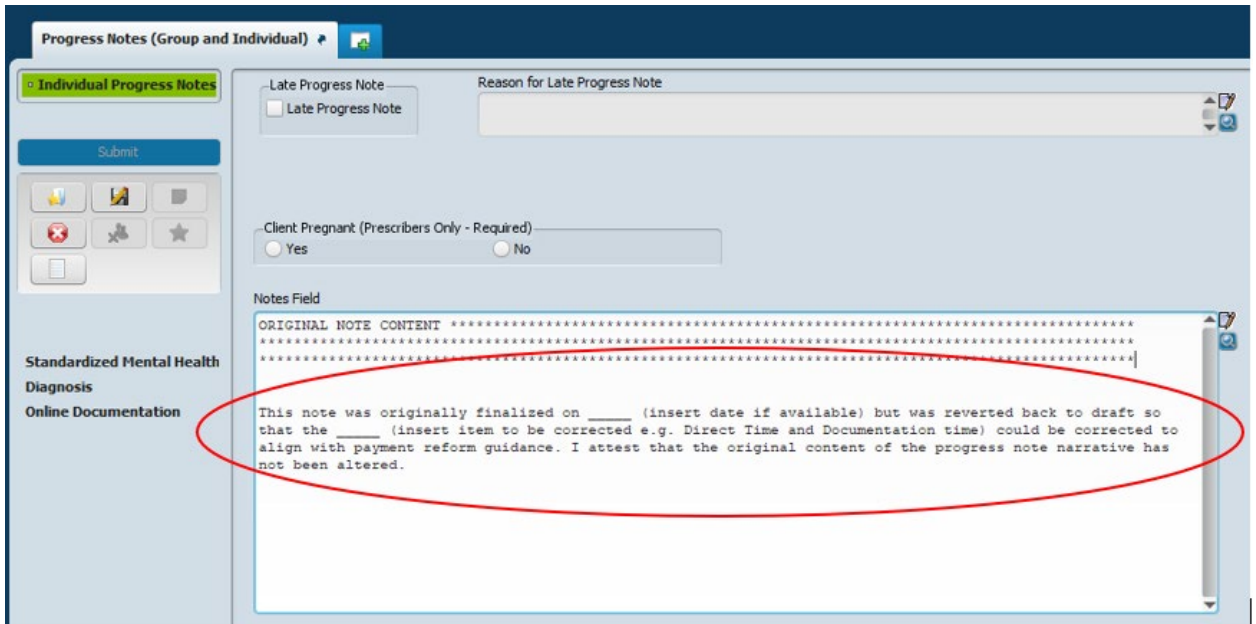 Progress Notes (Group and Individual)
Individual Progress Notes
Submit
Standardized Mental Health
Diagnosis
Online Documentation
Late Progress Note
Late Progress Note
Reason for Late Progress Note
Client Pregnant (Prescribers Only - Required)
Yes
No
Notes Field
ORIGINAL NOTE CONTENT *******************************************************************************
*****************************************************************************************************
*****************************************************************************************************
This note was originally finalized on _____ (insert date if available) but was reverted back to draft so
that the _____ (insert item to be corrected e.g. Direct Time and Documentation time) could be corrected to
align with payment reform guidance. I attest that the original content of the progress note narrative has
not been altered.